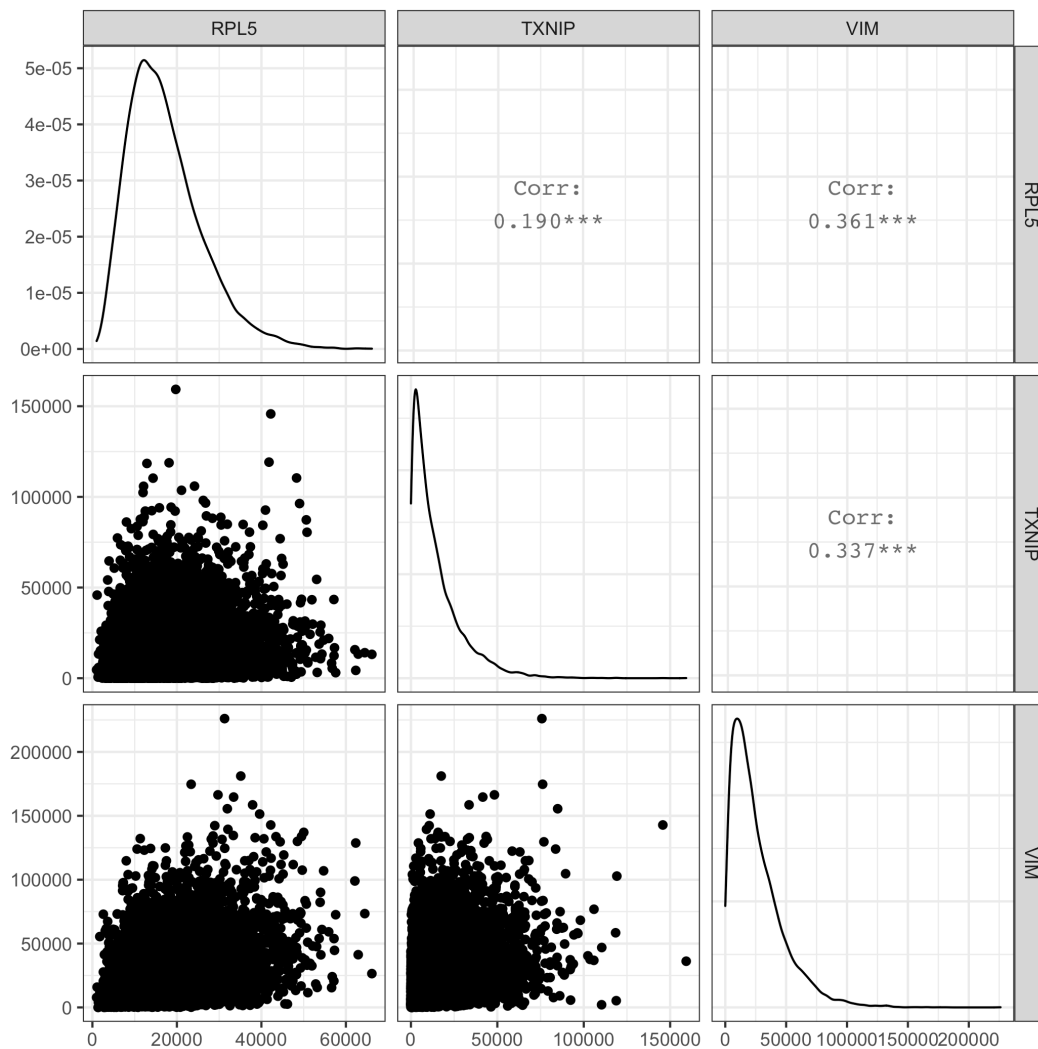 RPL5 TXNIP VIM
5e-05
4e-05
3e-05
2e-05
1e-05
0e+00
Corr:
0.190***
Corr:
0.361***
RPL5
150000
100000
50000
0
Corr:
0.337***
TXNIP
200000
150000
100000
50000
0
VIM
0 20000 40000 60000
0 50000 100000 150000
0 50000 100000 150000 200000